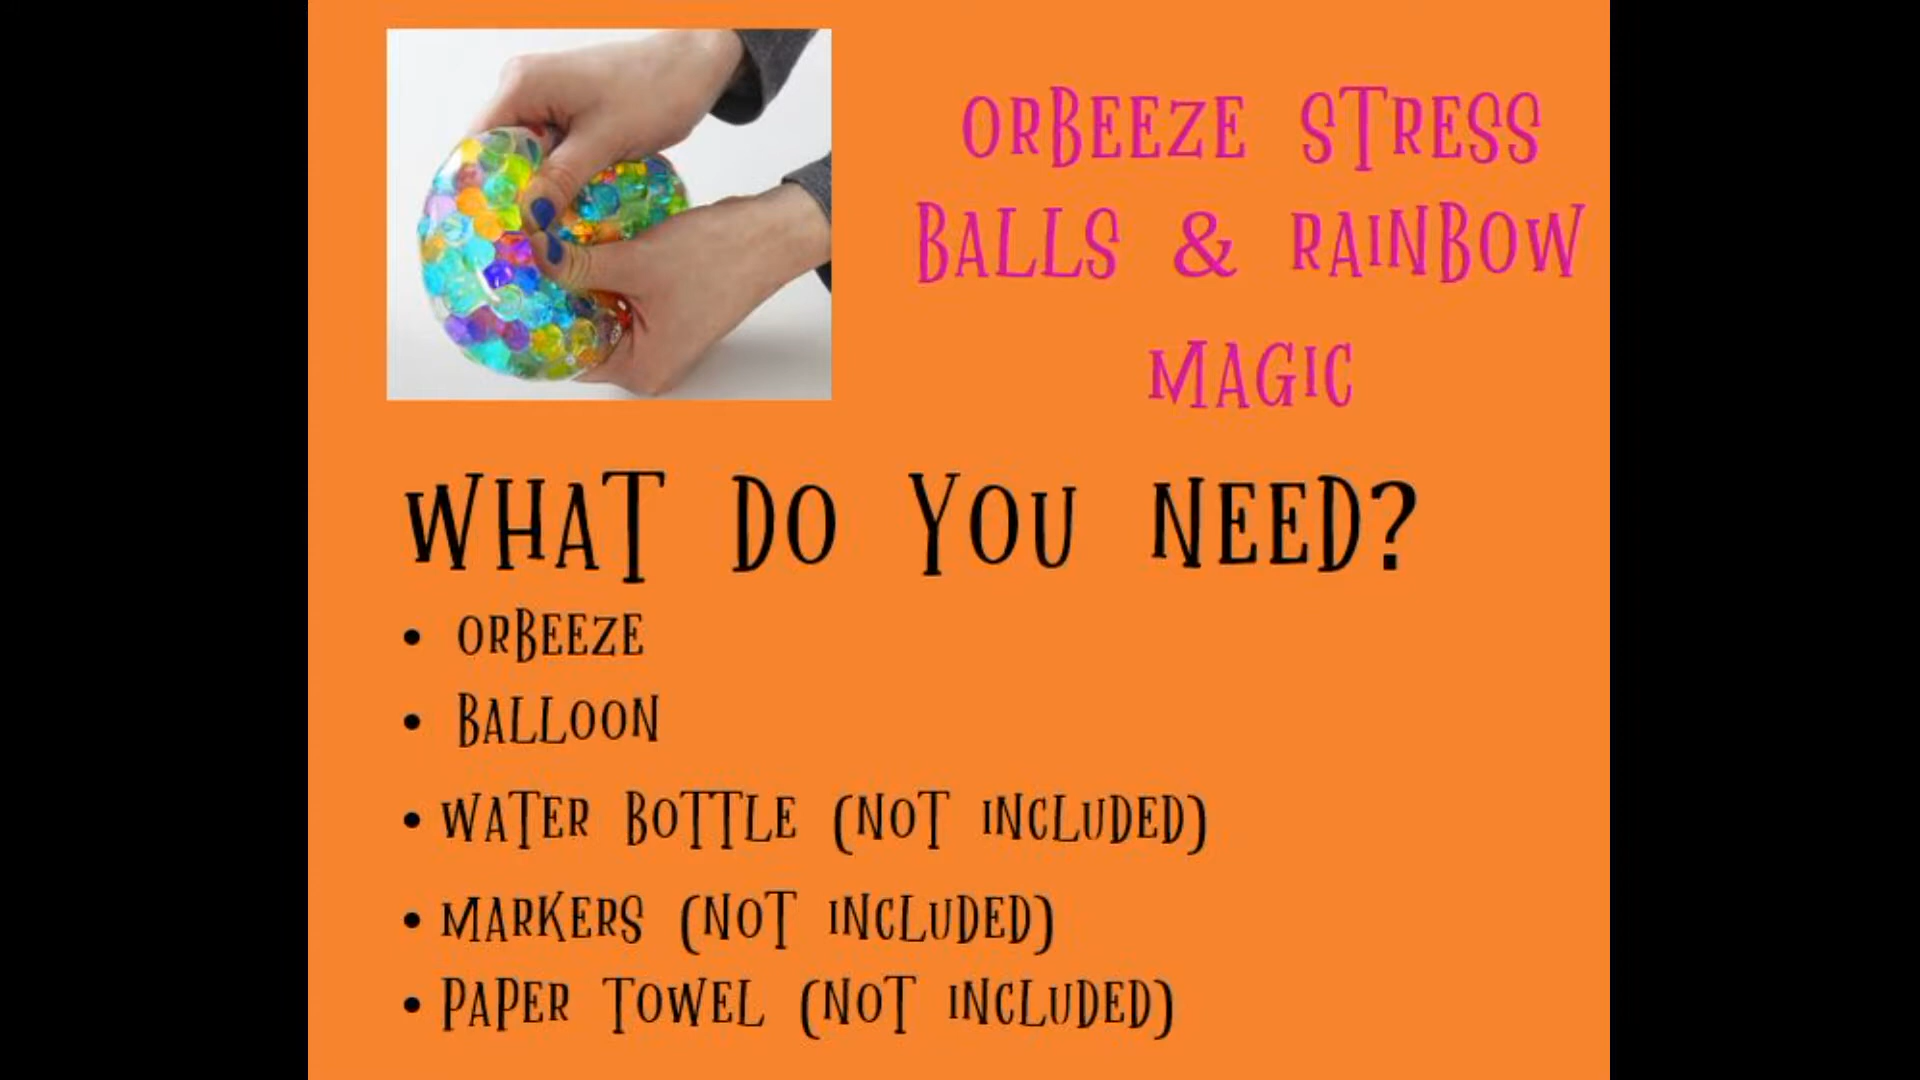 ORBEEZE STRESS
BALLS & RAINBOW
MAGIC
WHAT DO YOU NEED?
• ORBEEZE
• BALLOON
• WATER BOTTLE (NOT INCLUDED)
• MARKERS (NOT INCLUDED)
• PAPER TOWEL (NOT INCLUDED)